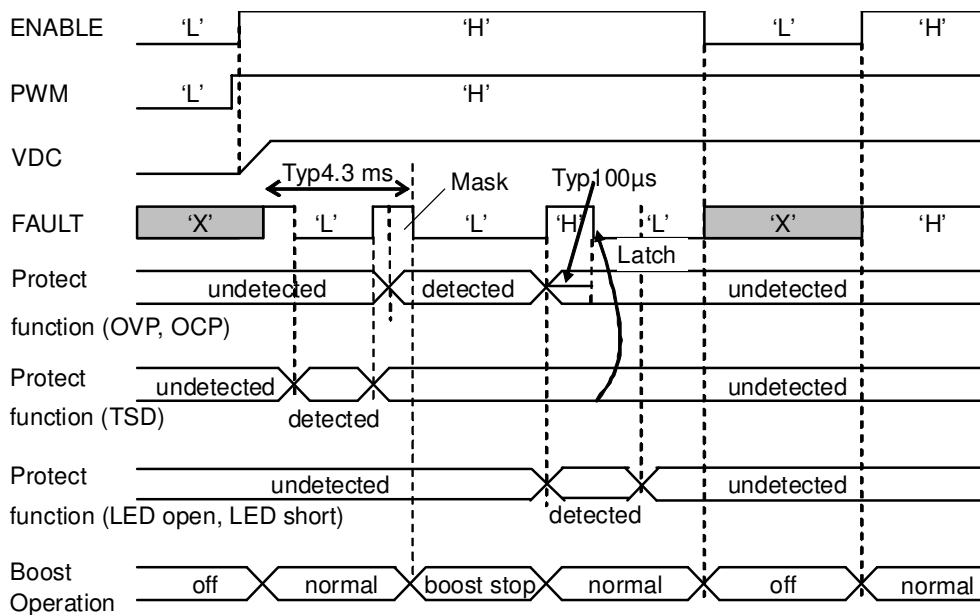 ENABLE 'L' 'H' 'L' 'H'
PWM 'L' 'H'
VDC
Typ4.3 ms Mask Typ100µs
FAULT 'X' 'L' 'L' 'H' 'L' 'X' 'H'
Latch
Protect undetected detected undetected
function (OVP, OCP)
Protect undetected undetected
function (TSD) detected
Protect undetected undetected
function (LED open, LED short) detected
Boost off normal boost stop normal off normal
Operation